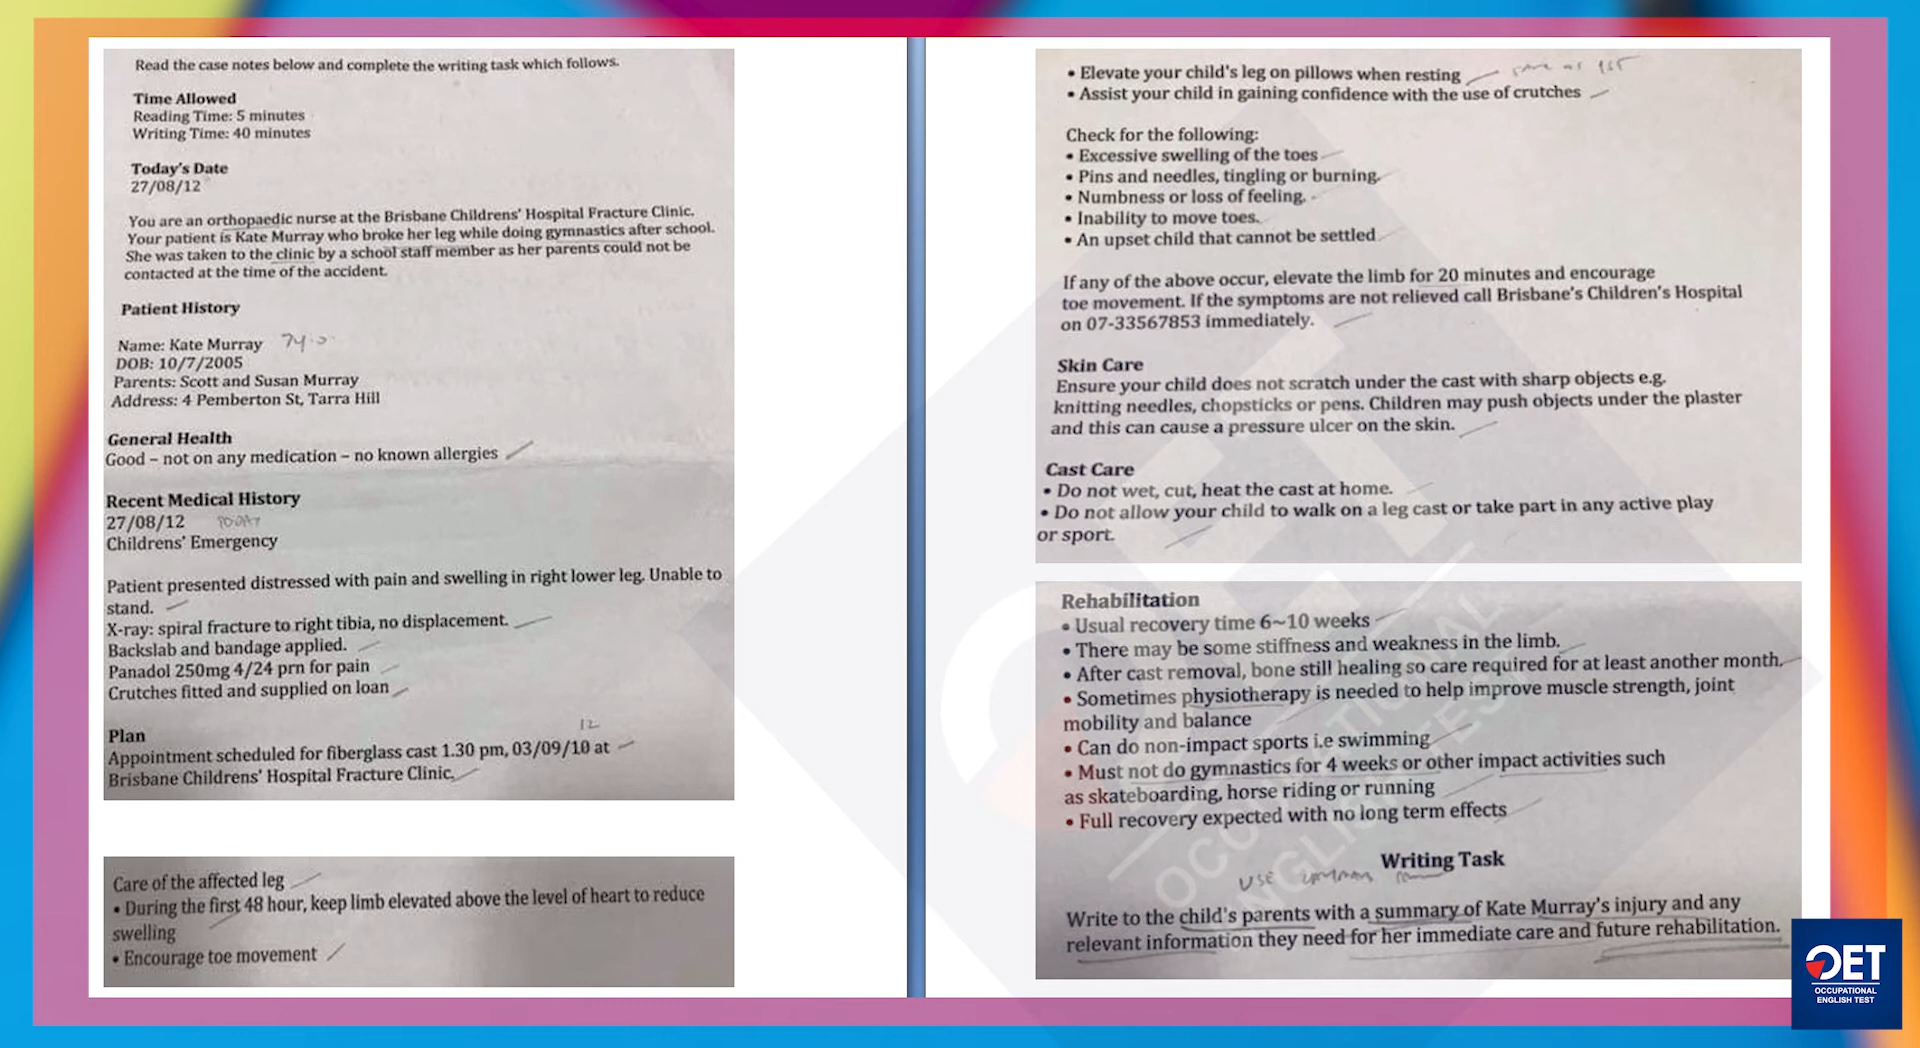 Read the case notes below and complete the writing task which follows.
Time Allowed
Reading Time: 5 minutes
Writing Time: 40 minutes
Today's Date
27/08/12
You are an orthopaedic nurse at the Brisbane Childrens' Hospital Fracture Clinic.
Your patient is Kate Murray who broke her leg while doing gymnastics after school.
She was taken to the clinic by a school staff member as her parents could not be
contacted at the time of the accident.
Patient History
Name: Kate Murray 7 y.o.
DOB: 10/7/2005
Parents: Scott and Susan Murray
Address: 4 Pemberton St, Tarra Hill
General Health
Good – not on any medication – no known allergies
Recent Medical History
27/08/12 TODAY
Childrens' Emergency
Patient presented distressed with pain and swelling in right lower leg. Unable to
stand.
X-ray: spiral fracture to right tibia, no displacement.
Backslab and bandage applied.
Panadol 250mg 4/24 prn for pain
Crutches fitted and supplied on loan
12
Plan
Appointment scheduled for fiberglass cast 1.30 pm, 03/09/10 at
Brisbane Childrens' Hospital Fracture Clinic.
Care of the affected leg
• During the first 48 hour, keep limb elevated above the level of heart to reduce
swelling
• Encourage toe movement
• Elevate your child's leg on pillows when resting same as 1st
• Assist your child in gaining confidence with the use of crutches
Check for the following:
• Excessive swelling of the toes
• Pins and needles, tingling or burning.
• Numbness or loss of feeling.
• Inability to move toes.
• An upset child that cannot be settled
If any of the above occur, elevate the limb for 20 minutes and encourage
toe movement. If the symptoms are not relieved call Brisbane's Children's Hospital
on 07-33567853 immediately.
Skin Care
Ensure your child does not scratch under the cast with sharp objects e.g.
knitting needles, chopsticks or pens. Children may push objects under the plaster
and this can cause a pressure ulcer on the skin.
Cast Care
• Do not wet, cut, heat the cast at home.
• Do not allow your child to walk on a leg cast or take part in any active play
or sport.
Rehabilitation
• Usual recovery time 6~10 weeks
• There may be some stiffness and weakness in the limb.
• After cast removal, bone still healing so care required for at least another month.
• Sometimes physiotherapy is needed to help improve muscle strength, joint
mobility and balance
• Can do non-impact sports i.e swimming
• Must not do gymnastics for 4 weeks or other impact activities such
as skateboarding, horse riding or running
• Full recovery expected with no long term effects
Writing Task
USE common
Write to the child's parents with a summary of Kate Murray's injury and any
relevant information they need for her immediate care and future rehabilitation.
OET
OCCUPATIONAL
ENGLISH TEST